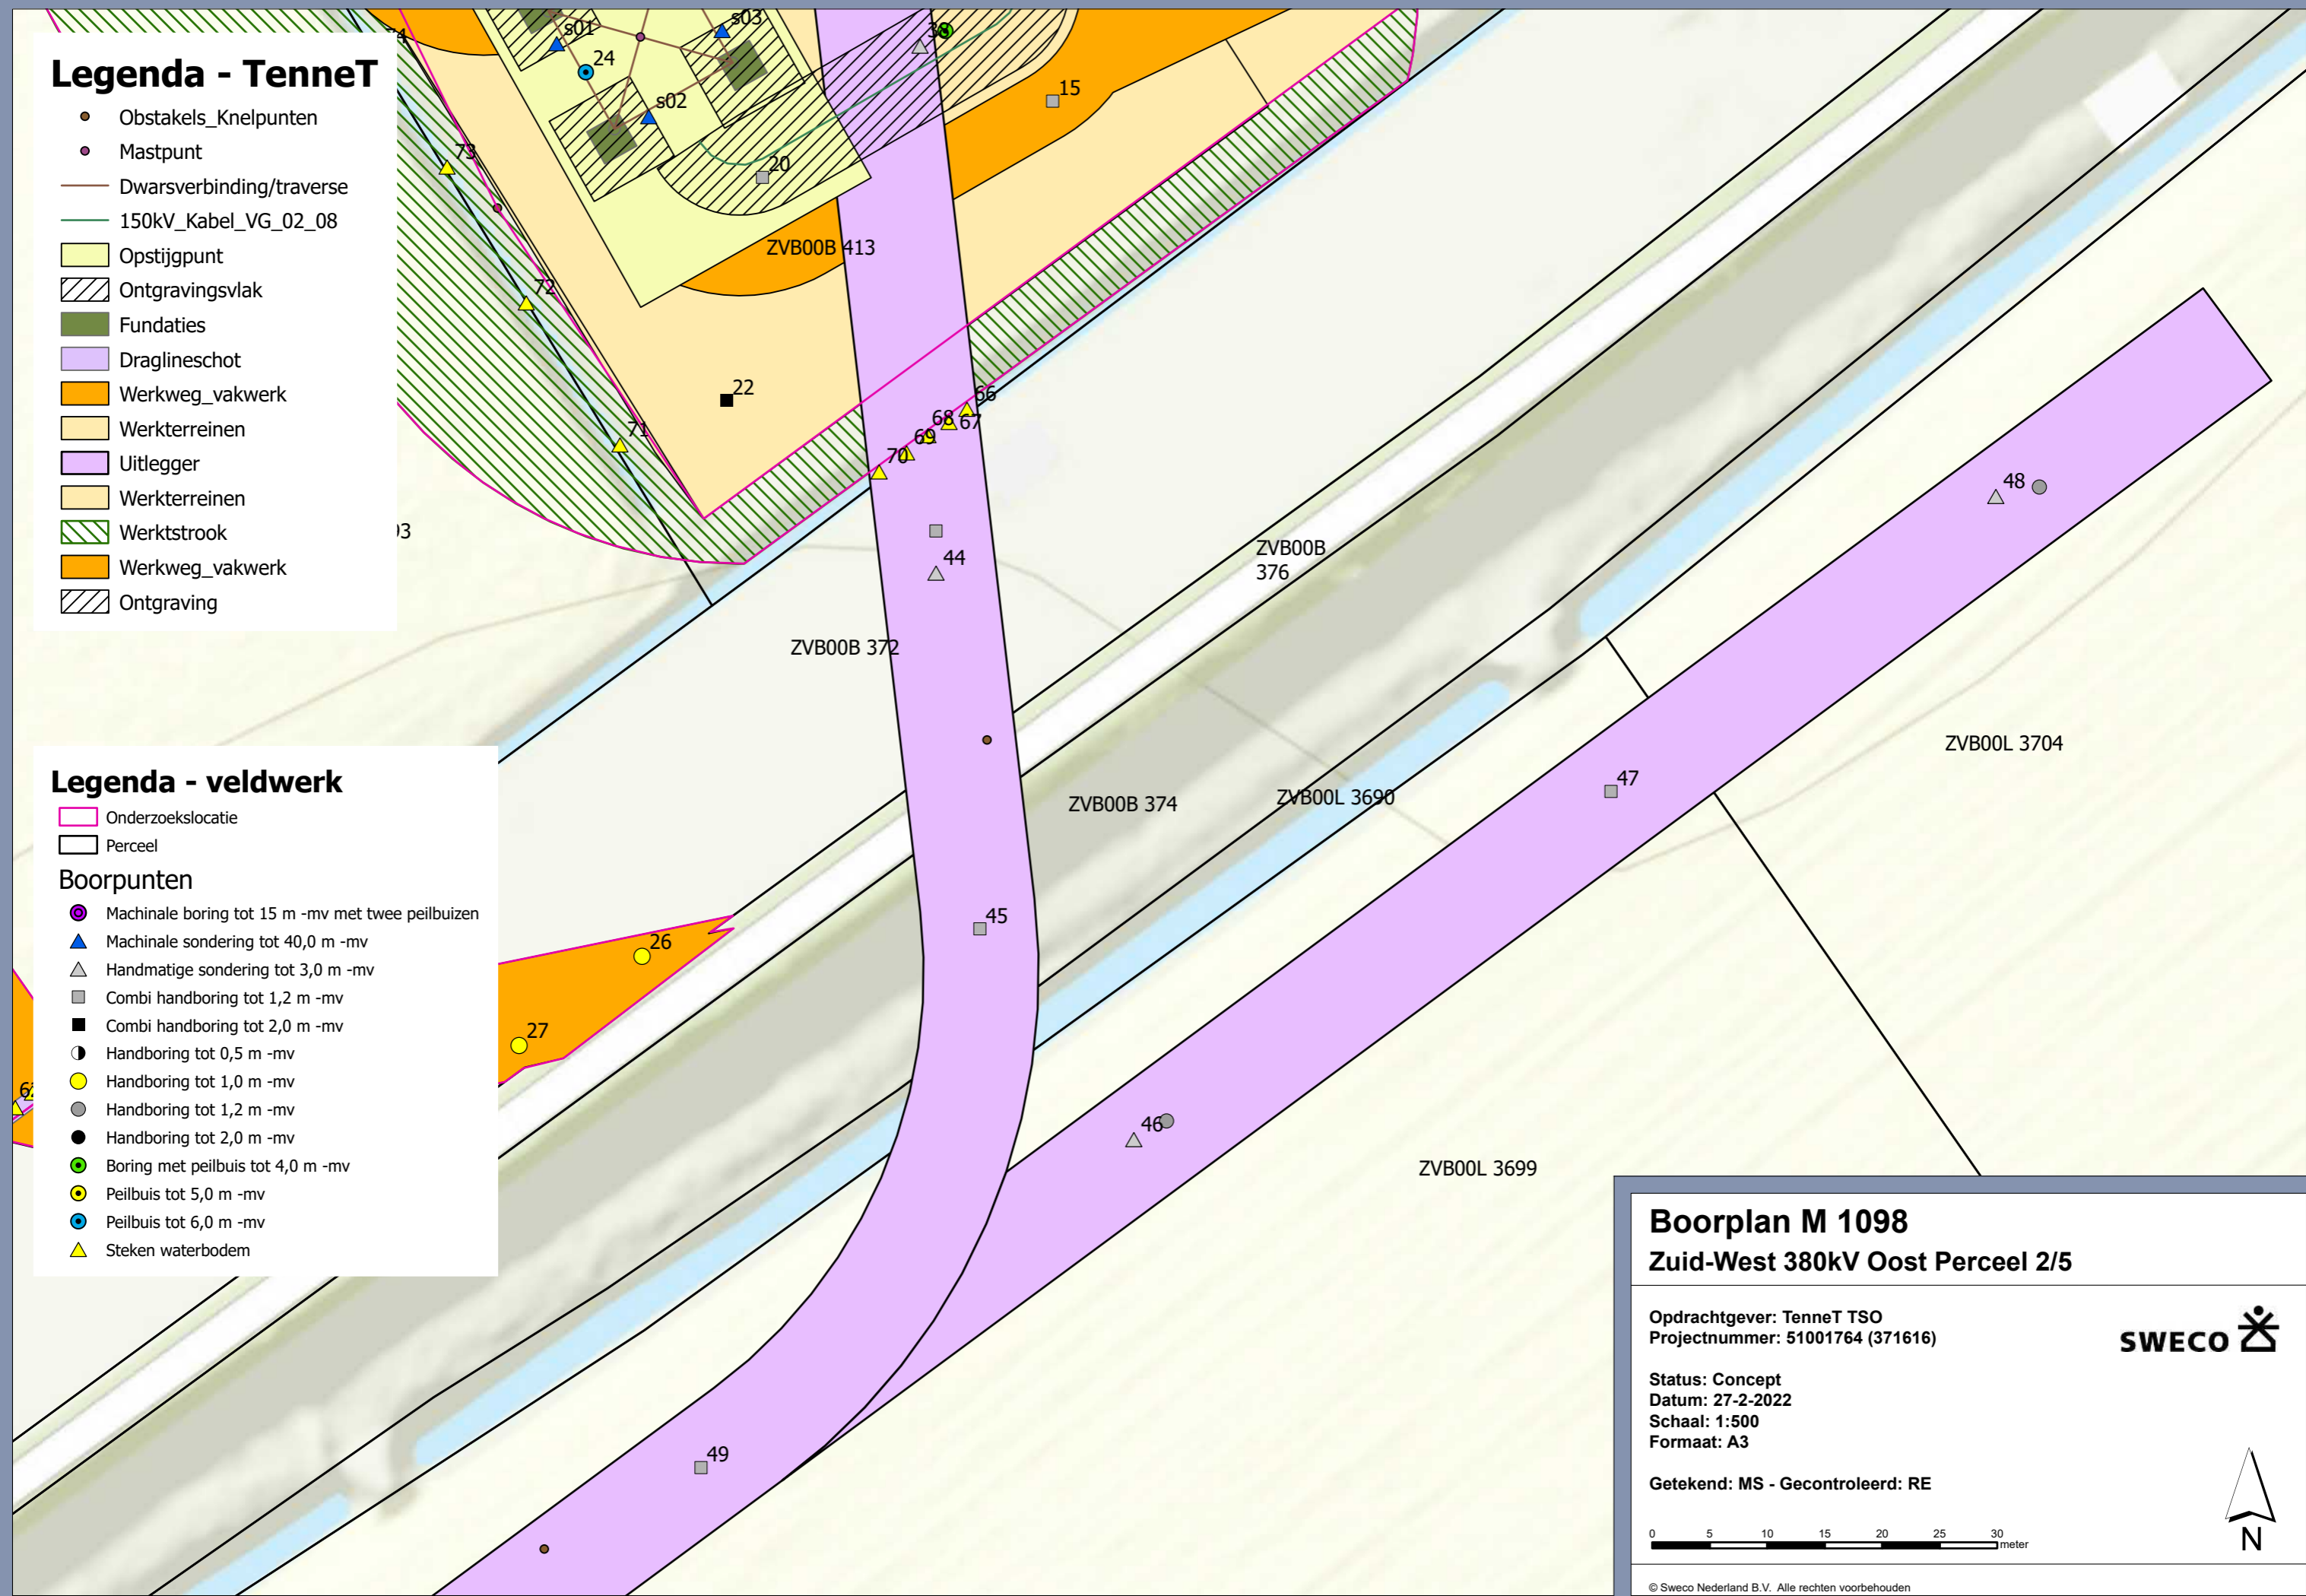 Legenda - TenneT
Obstakels_Knelpunten
Mastpunt
Dwarsverbinding/traverse
150kV_Kabel_VG_02_08
Opstijgpunt
Ontgravingsvlak
Fundaties
Draglineschot
Werkweg_vakwerk
Werkterreinen
Uitlegger
Werkterreinen
Werktstrook
Werkweg_vakwerk
Ontgraving
s01
s03
24
s02
38
15
20
73
72
71
ZVB00B 413
22
66
67
68
69
70
44
ZVB00B 372
ZVB00B
376
48
47
ZVB00L 3704
ZVB00B 374
ZVB00L 3690
45
46
ZVB00L 3699
26
27
49
Legenda - veldwerk
Onderzoekslocatie
Perceel
Boorpunten
Machinale boring tot 15 m -mv met twee peilbuizen
Machinale sondering tot 40,0 m -mv
Handmatige sondering tot 3,0 m -mv
Combi handboring tot 1,2 m -mv
Combi handboring tot 2,0 m -mv
Handboring tot 0,5 m -mv
Handboring tot 1,0 m -mv
Handboring tot 1,2 m -mv
Handboring tot 2,0 m -mv
Boring met peilbuis tot 4,0 m -mv
Peilbuis tot 5,0 m -mv
Peilbuis tot 6,0 m -mv
Steken waterbodem
Boorplan M 1098
Zuid-West 380kV Oost Perceel 2/5
Opdrachtgever: TenneT TSO
Projectnummer: 51001764 (371616)
SWECO
Status: Concept
Datum: 27-2-2022
Schaal: 1:500
Formaat: A3
Getekend: MS - Gecontroleerd: RE
0 5 10 15 20 25 30
meter
N
© Sweco Nederland B.V. Alle rechten voorbehouden